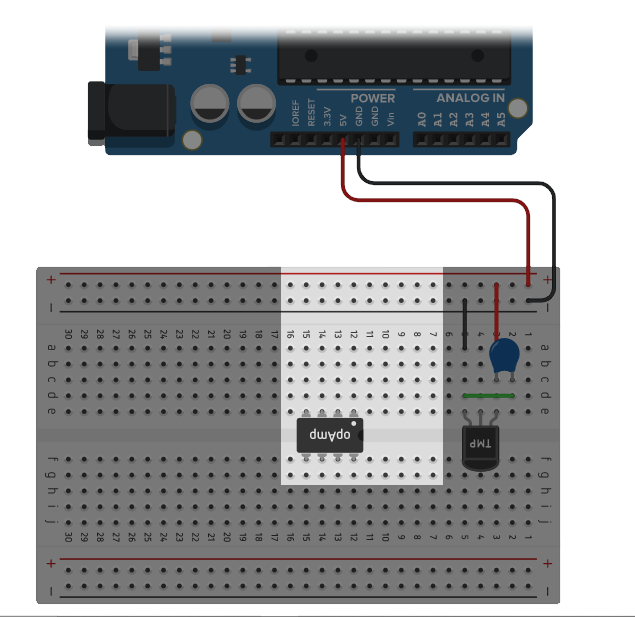 POWER
ANALOG IN
IOREF
RESET
3.3V
5V
GND
GND
Vin
A0
A1
A2
A3
A4
A5
+ +
— —
30 29 28 27 26 25 24 23 22 21 20 19 18 17 16 15 14 13 12 11 10 9 8 7 6 5 4 3 2 1
a a
b b
c c
d d
e e
opAmp
TMP
f f
g g
h h
i i
j j
30 29 28 27 26 25 24 23 22 21 20 19 18 17 16 15 14 13 12 11 10 9 8 7 6 5 4 3 2 1
+ +
— —